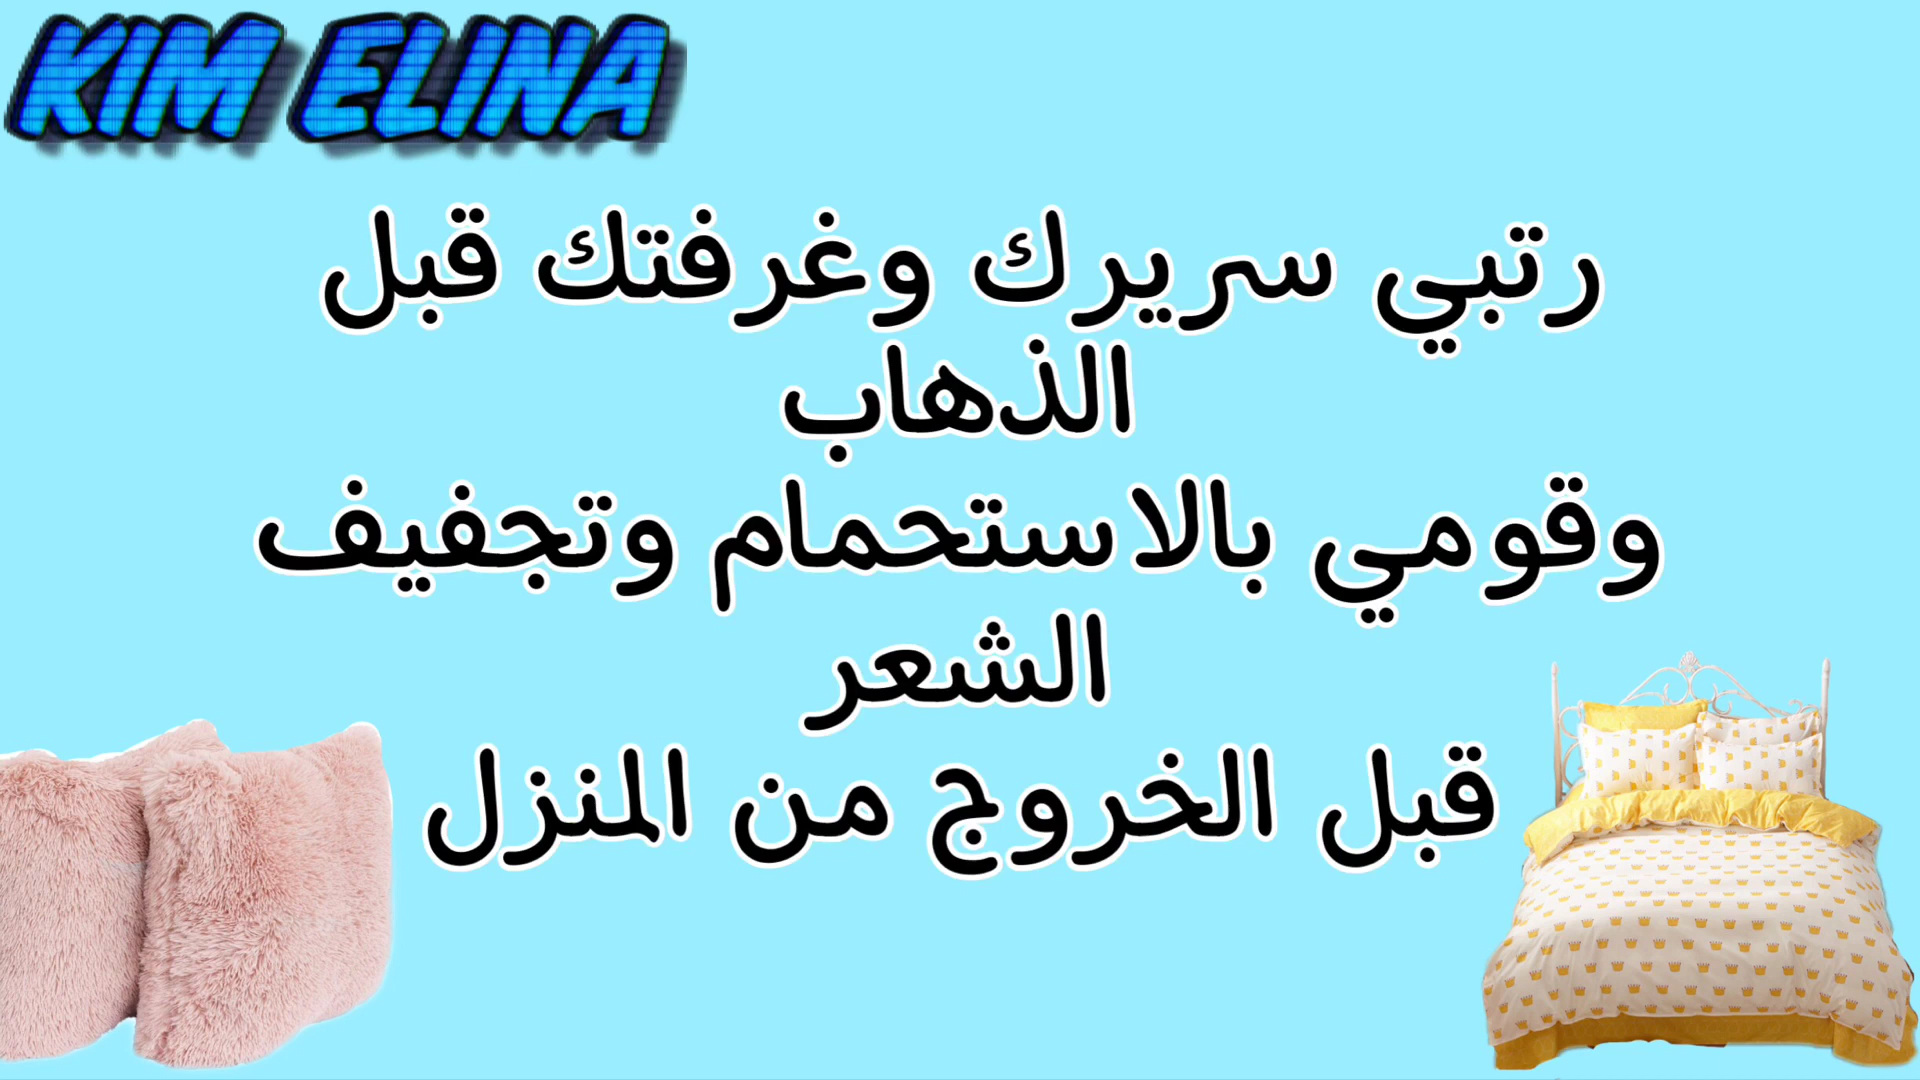 KIM ELINA
رتبي سريرك وغرفتك قبل
الذهاب
وقومي بالاستحمام وتجفيف
الشعر
قبل الخروج من المنزل